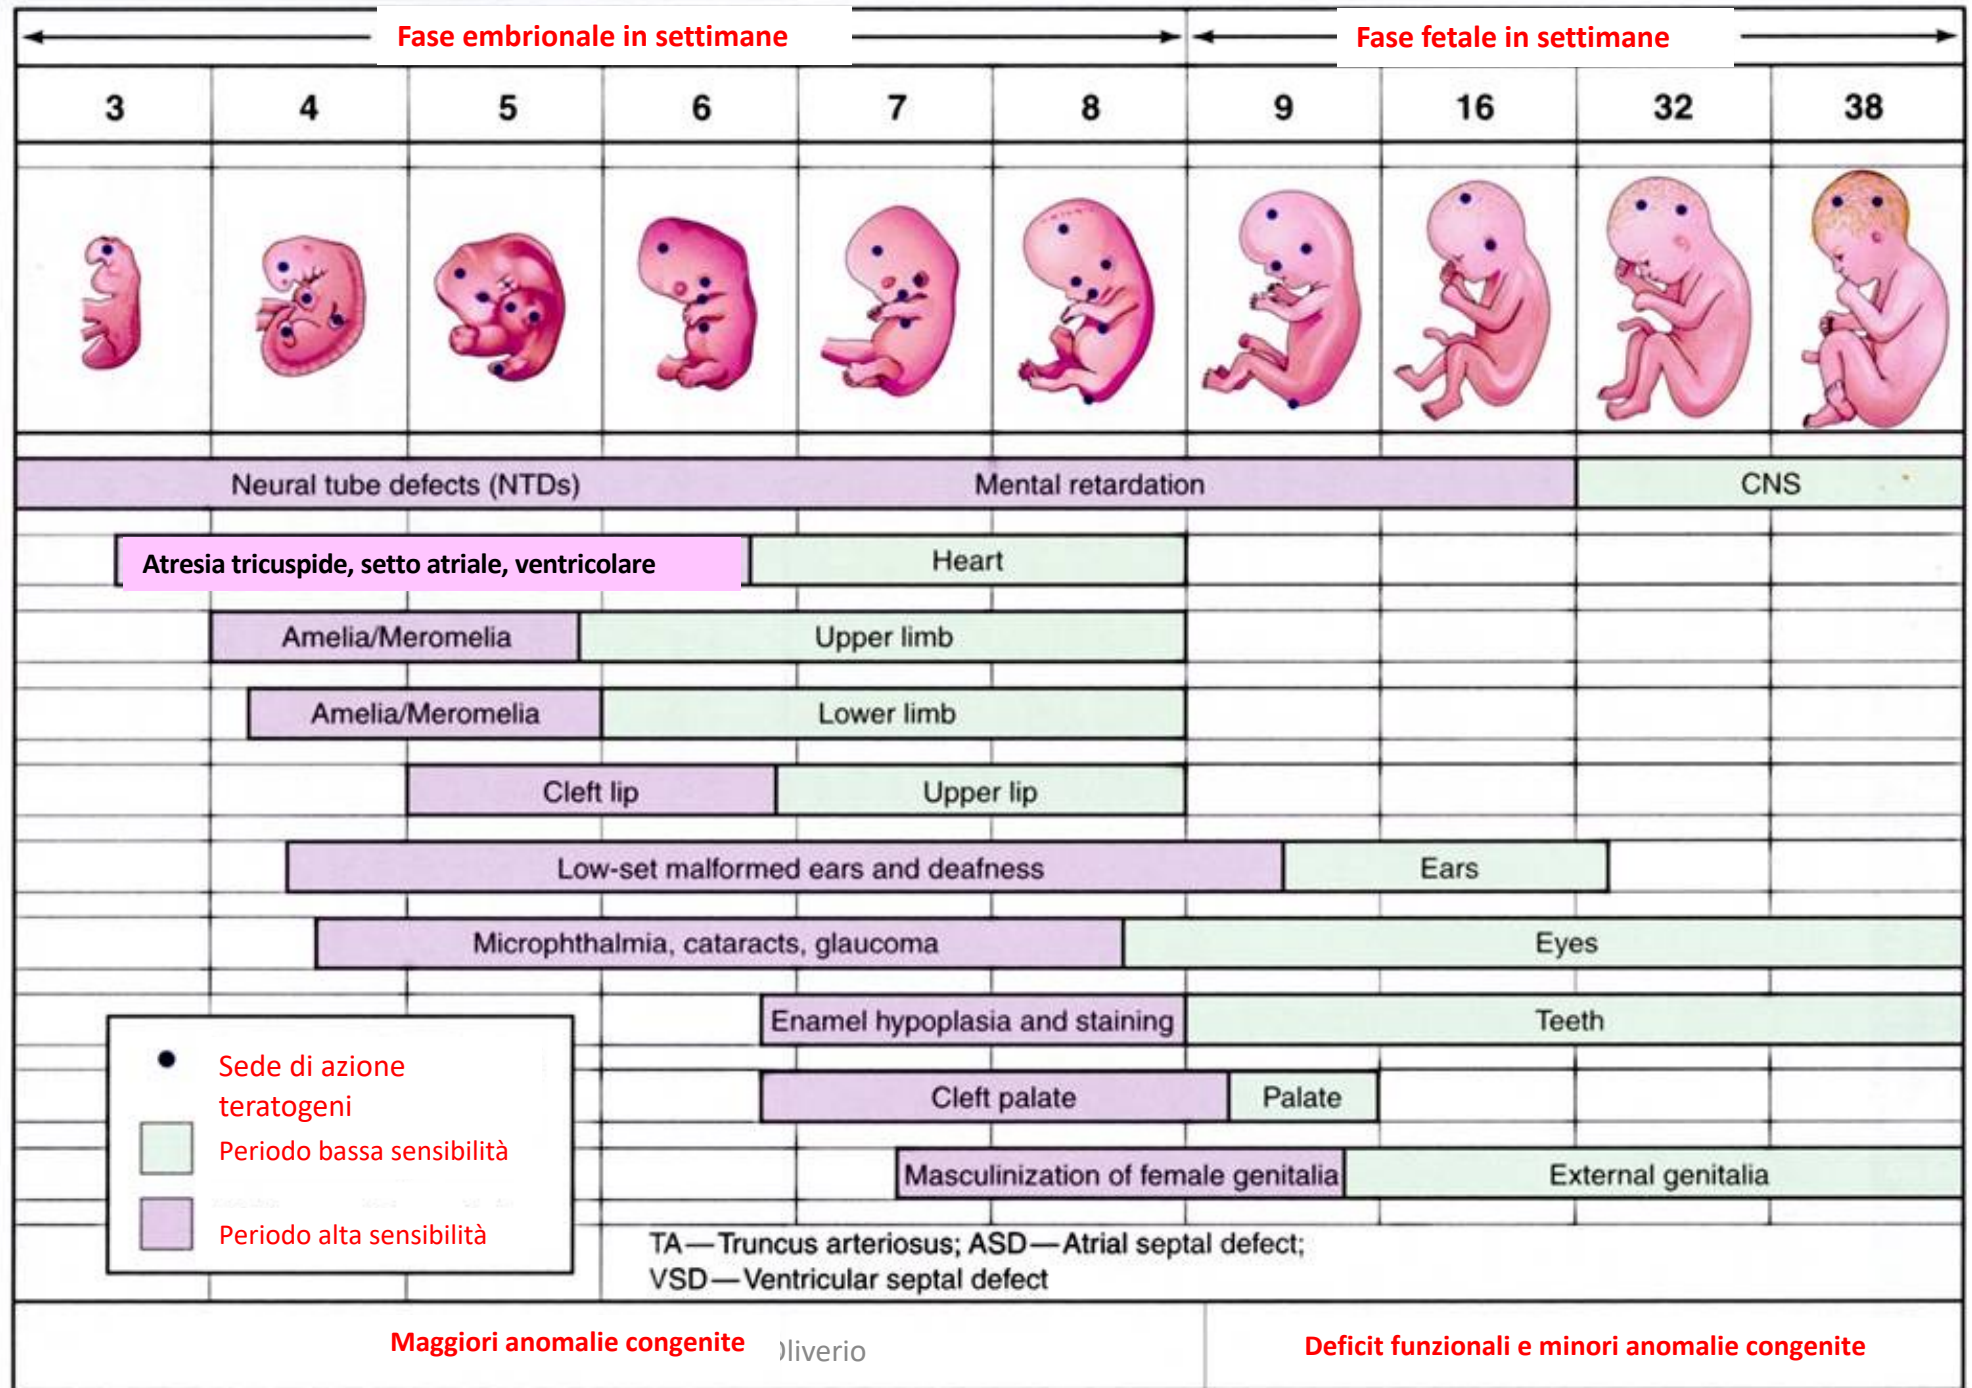 Fase embrionale in settimane
Fase fetale in settimane
3 4 5 6 7 8 9 16 32 38
Neural tube defects (NTDs) Mental retardation CNS
Atresia tricuspide, setto atriale, ventricolare Heart
Amelia/Meromelia Upper limb
Amelia/Meromelia Lower limb
Cleft lip Upper lip
Low-set malformed ears and deafness Ears
Microphthalmia, cataracts, glaucoma Eyes
Enamel hypoplasia and staining Teeth
Cleft palate Palate
Masculinization of female genitalia External genitalia
Sede di azione
teratogeni
Periodo bassa sensibilità
Periodo alta sensibilità
TA—Truncus arteriosus; ASD—Atrial septal defect;
VSD—Ventricular septal defect
Maggiori anomalie congenite
Deficit funzionali e minori anomalie congenite